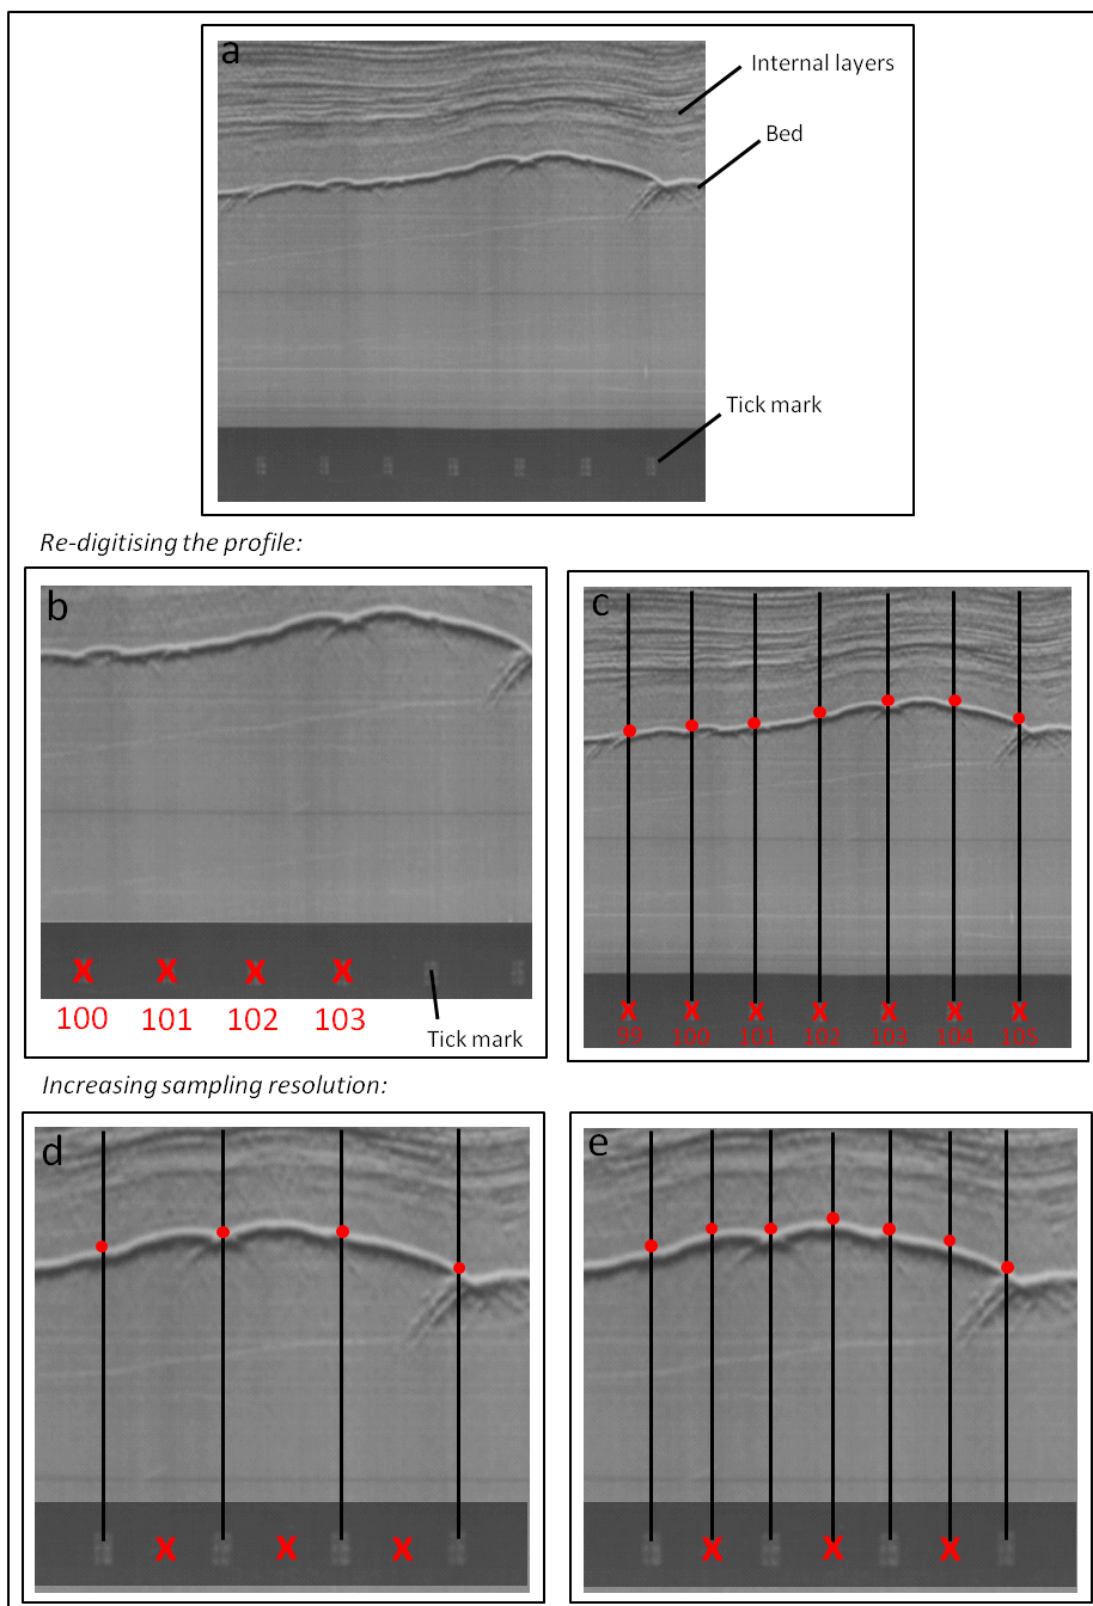 a
Internal layers
Bed
Tick mark
Re-digitising the profile:
b
X X X X
100 101 102 103
Tick mark
c
X X X X X X X
99 100 101 102 103 104 105
Increasing sampling resolution:
d
X X X
e
X X X